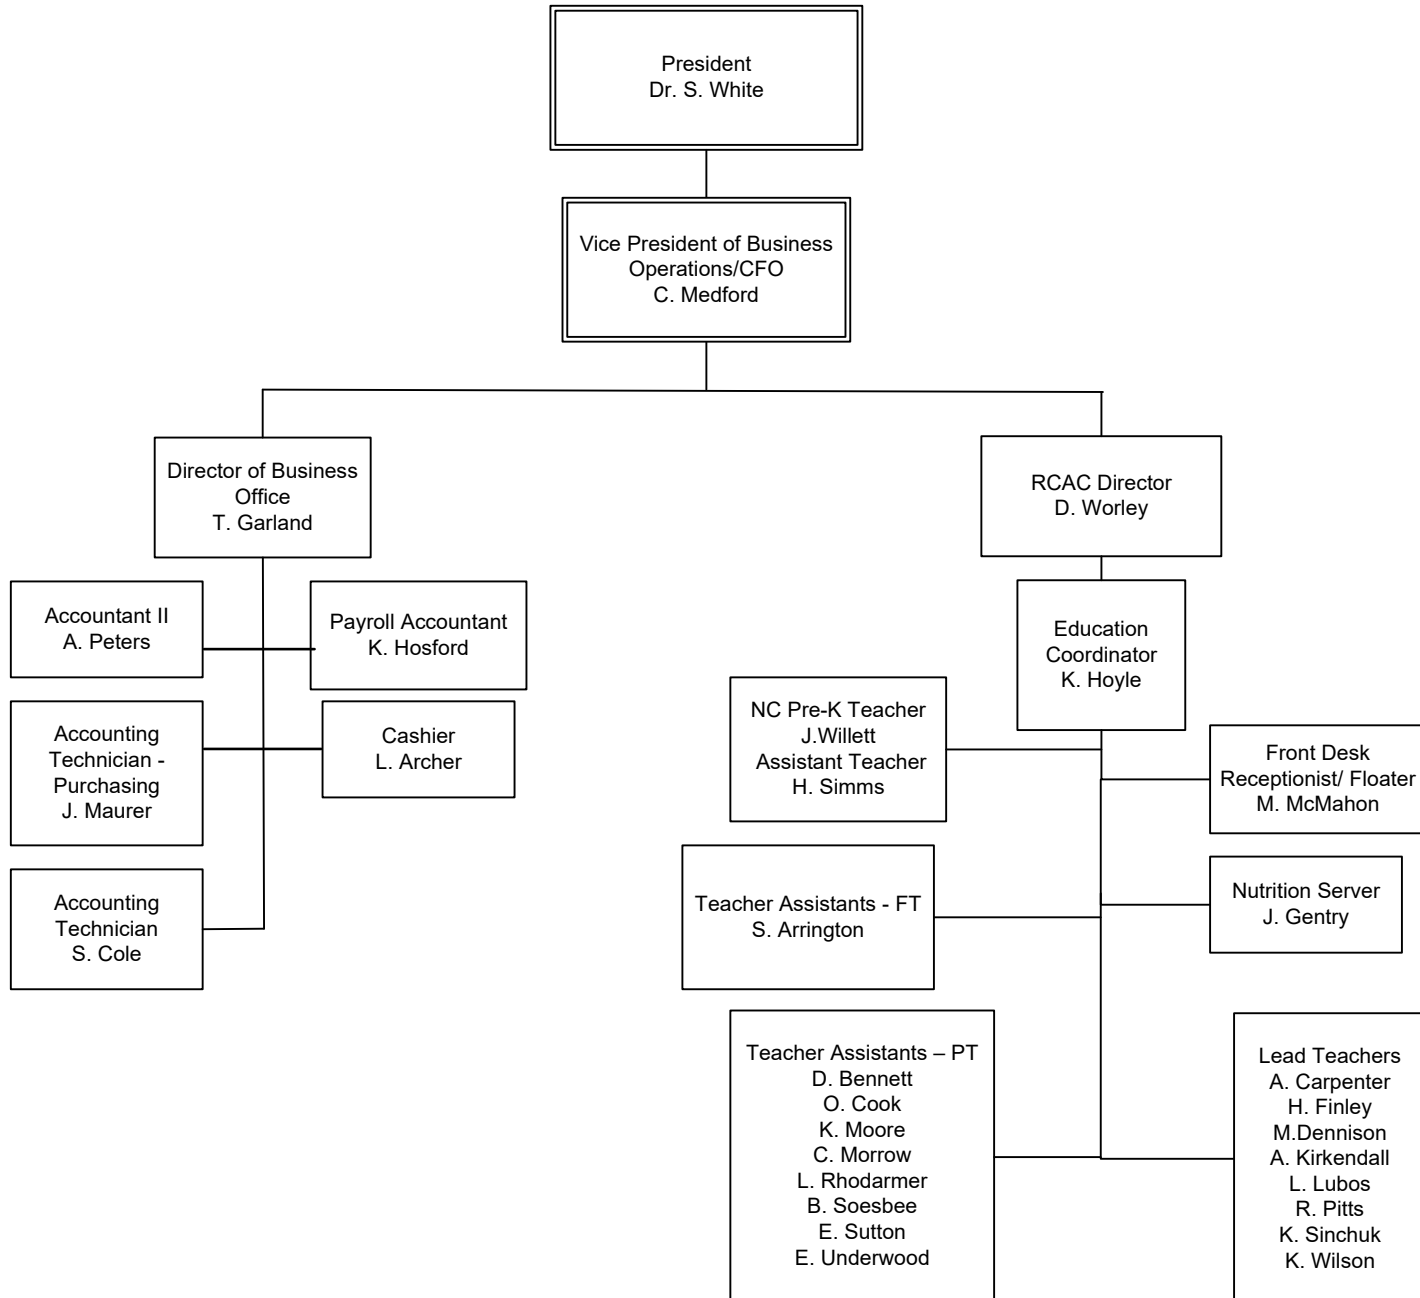 President
Dr. S. White
Vice President of Business
Operations/CFO
C. Medford
Director of Business
Office
T. Garland
RCAC Director
D. Worley
Accountant II
A. Peters
Payroll Accountant
K. Hosford
Education
Coordinator
K. Hoyle
Accounting
Technician -
Purchasing
J. Maurer
Cashier
L. Archer
NC Pre-K Teacher
J.Willett
Assistant Teacher
H. Simms
Front Desk
Receptionist/ Floater
M. McMahon
Accounting
Technician
S. Cole
Teacher Assistants - FT
S. Arrington
Nutrition Server
J. Gentry
Teacher Assistants – PT
D. Bennett
O. Cook
K. Moore
C. Morrow
L. Rhodarmer
B. Soesbee
E. Sutton
E. Underwood
Lead Teachers
A. Carpenter
H. Finley
M.Dennison
A. Kirkendall
L. Lubos
R. Pitts
K. Sinchuk
K. Wilson